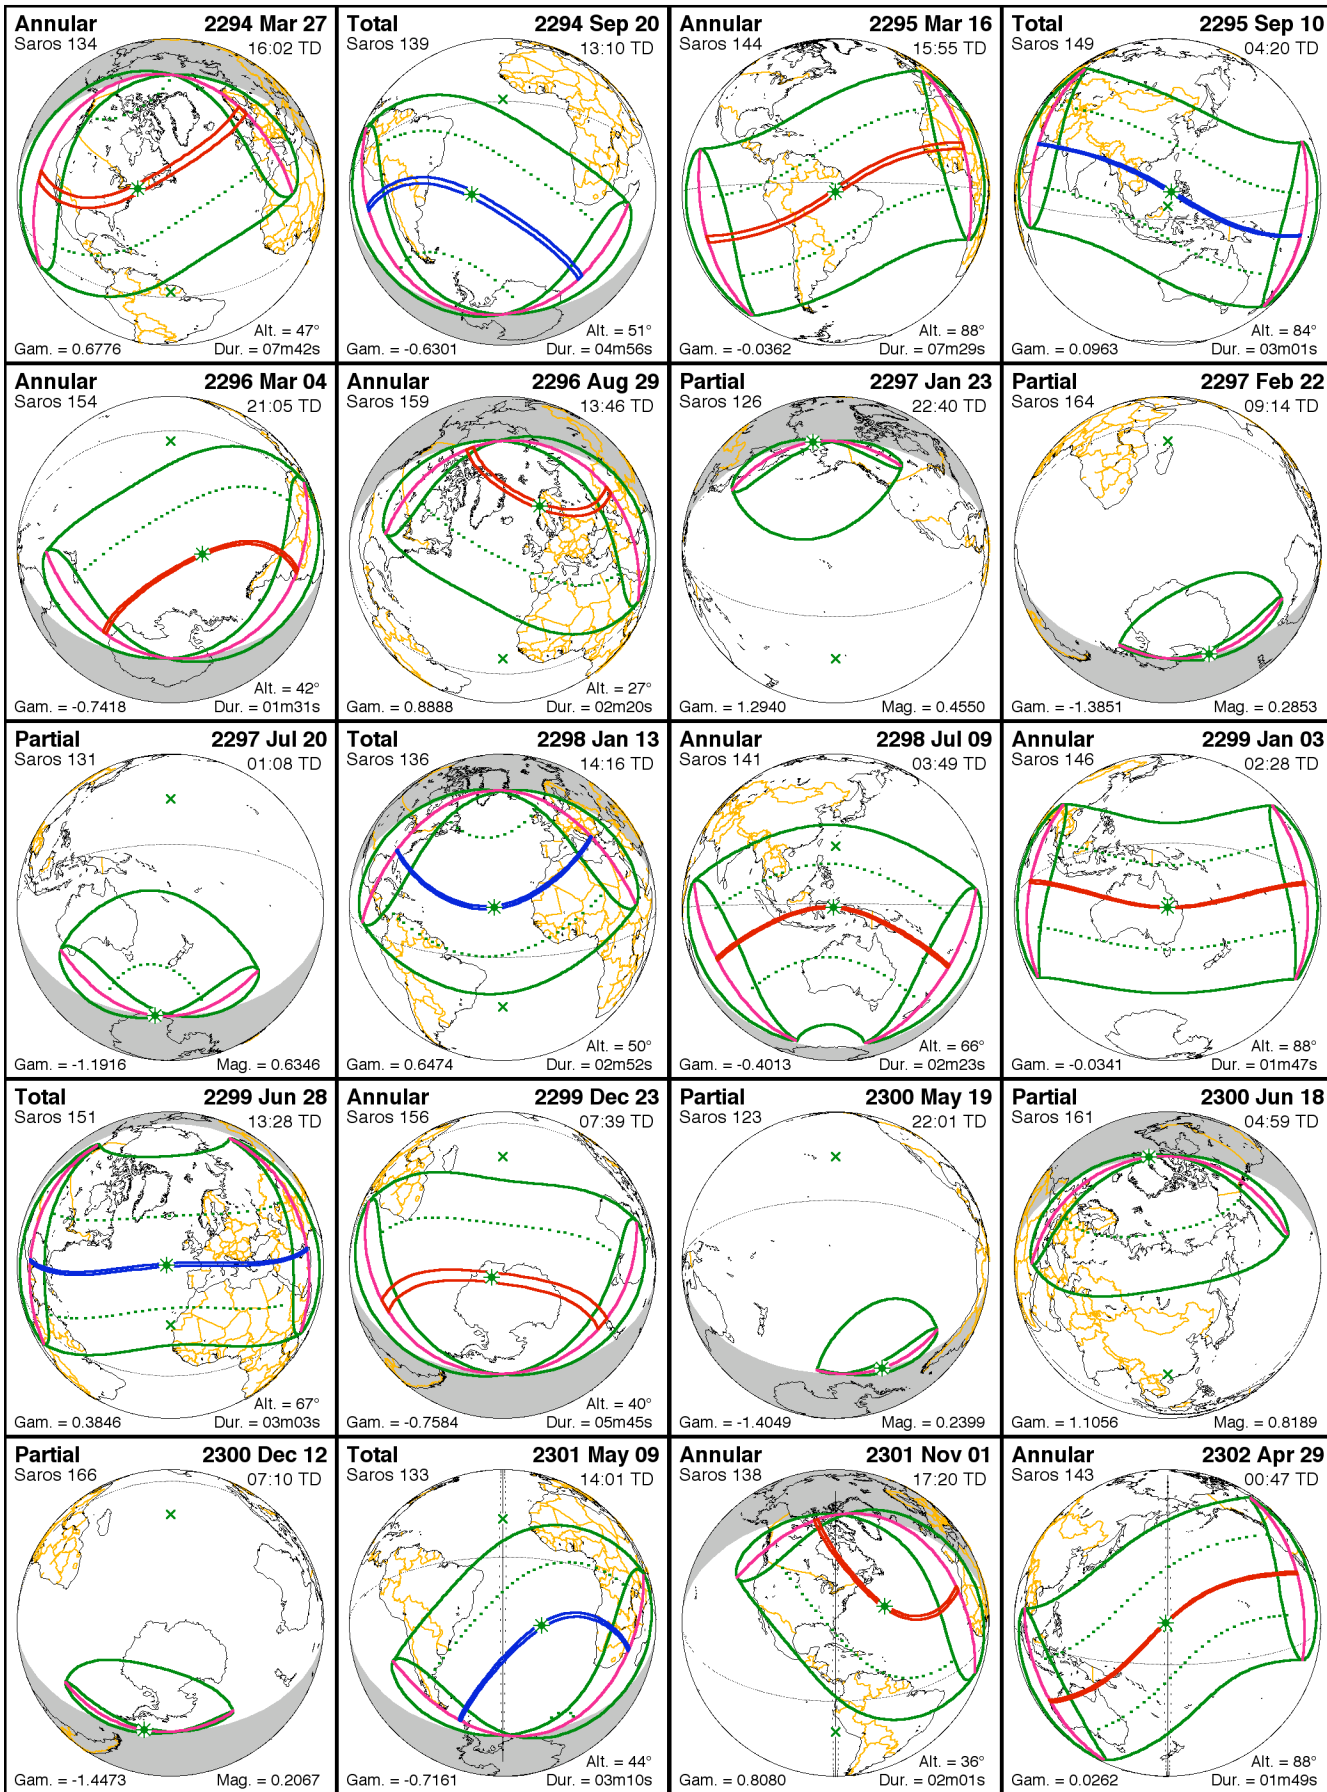 Annular 2294 Mar 27
Saros 134 16:02 TD
Alt. = 47°
Gam. = 0.6776 Dur. = 07m42s
Total 2294 Sep 20
Saros 139 13:10 TD
Alt. = 51°
Gam. = -0.6301 Dur. = 04m56s
Annular 2295 Mar 16
Saros 144 15:55 TD
Alt. = 88°
Gam. = -0.0362 Dur. = 07m29s
Total 2295 Sep 10
Saros 149 04:20 TD
Alt. = 84°
Gam. = 0.0963 Dur. = 03m01s
Annular 2296 Mar 04
Saros 154 21:05 TD
Alt. = 42°
Gam. = -0.7418 Dur. = 01m31s
Annular 2296 Aug 29
Saros 159 13:46 TD
Alt. = 27°
Gam. = 0.8888 Dur. = 02m20s
Partial 2297 Jan 23
Saros 126 22:40 TD
Gam. = 1.2940 Mag. = 0.4550
Partial 2297 Feb 22
Saros 164 09:14 TD
Gam. = -1.3851 Mag. = 0.2853
Partial 2297 Jul 20
Saros 131 01:08 TD
Gam. = -1.1916 Mag. = 0.6346
Total 2298 Jan 13
Saros 136 14:16 TD
Alt. = 50°
Gam. = 0.6474 Dur. = 02m52s
Annular 2298 Jul 09
Saros 141 03:49 TD
Alt. = 66°
Gam. = -0.4013 Dur. = 02m23s
Annular 2299 Jan 03
Saros 146 02:28 TD
Alt. = 88°
Gam. = -0.0341 Dur. = 01m47s
Total 2299 Jun 28
Saros 151 13:28 TD
Alt. = 67°
Gam. = 0.3846 Dur. = 03m03s
Annular 2299 Dec 23
Saros 156 07:39 TD
Alt. = 40°
Gam. = -0.7584 Dur. = 05m45s
Partial 2300 May 19
Saros 123 22:01 TD
Gam. = -1.4049 Mag. = 0.2399
Partial 2300 Jun 18
Saros 161 04:59 TD
Gam. = 1.1056 Mag. = 0.8189
Partial 2300 Dec 12
Saros 166 07:10 TD
Gam. = -1.4473 Mag. = 0.2067
Total 2301 May 09
Saros 133 14:01 TD
Alt. = 44°
Gam. = -0.7161 Dur. = 03m10s
Annular 2301 Nov 01
Saros 138 17:20 TD
Alt. = 36°
Gam. = 0.8080 Dur. = 02m01s
Annular 2302 Apr 29
Saros 143 00:47 TD
Alt. = 88°
Gam. = 0.0262 Dur. = 01m49s